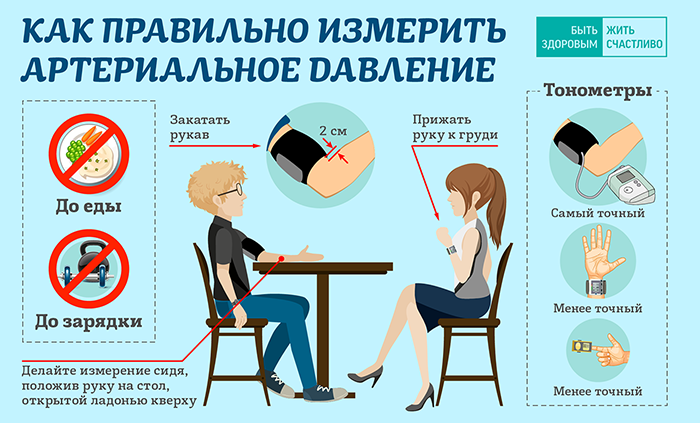 КАК ПРАВИЛЬНО ИЗМЕРИТЬ
АРТЕРИАЛЬНОЕ ДАВЛЕНИЕ
БЫТЬ
ЗДОРОВЫМ
ЖИТЬ
СЧАСТЛИВО
До еды
До зарядки
Закатать
рукав
2 см
Прижать
руку к груди
Делайте измерение сидя,
положив руку на стол,
открытой ладонью кверху
Тонометры
Самый точный
Менее точный
Менее точный